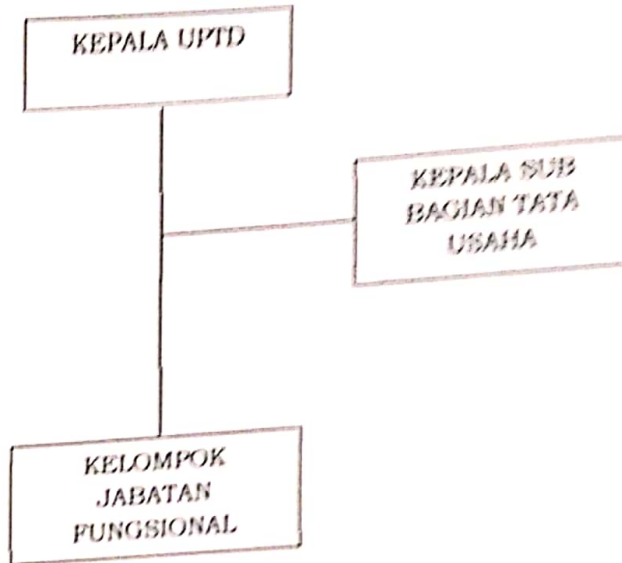 KEPALA UPTD
KEPALA SUB
BAGIAN TATA
USAHA
KELOMPOK
JABATAN
FUNGSIONAL